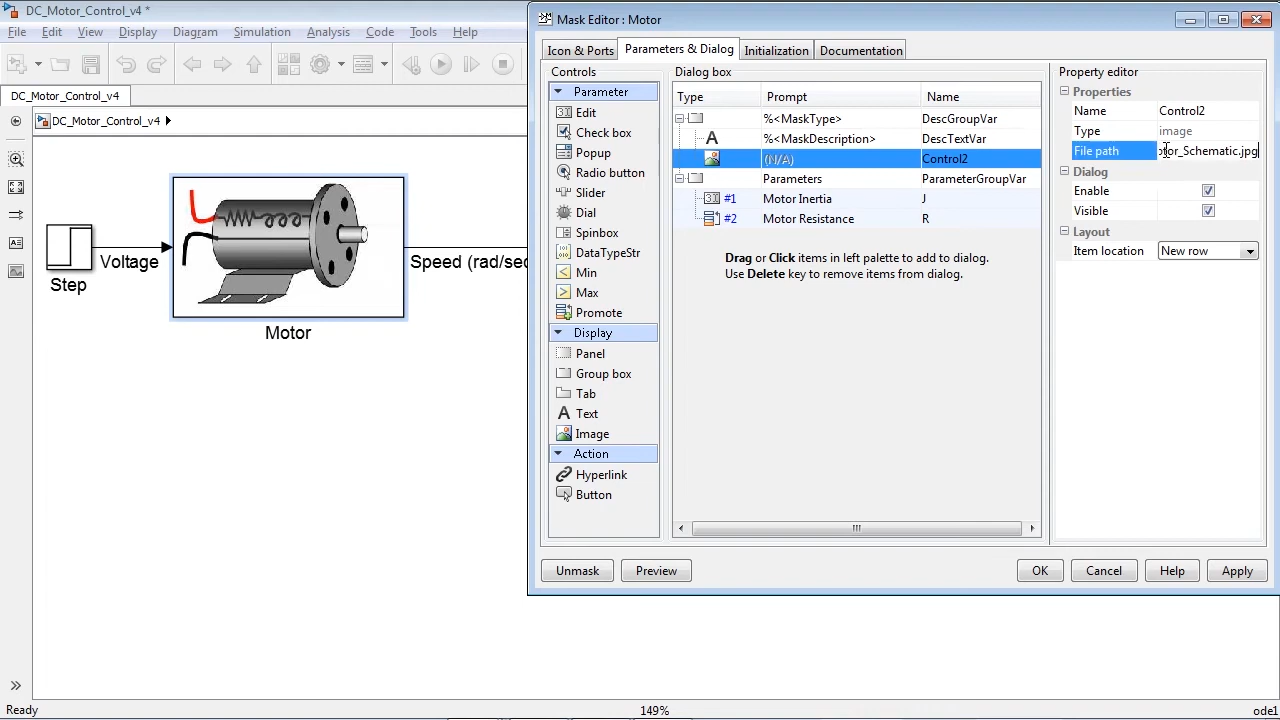 DC_Motor_Control_v4 *
File Edit View Display Diagram Simulation Analysis Code Tools Help
DC_Motor_Control_v4
DC_Motor_Control_v4
Step
Voltage
Motor
Speed (rad/sec
Ready
149%
ode1
Mask Editor : Motor
Icon & Ports Parameters & Dialog Initialization Documentation
Controls
Parameter
Edit
Check box
Popup
Radio button
Slider
Dial
Spinbox
DataTypeStr
Min
Max
Promote
Display
Panel
Group box
Tab
Text
Image
Action
Hyperlink
Button
Dialog box
Type Prompt Name
%<MaskType> DescGroupVar
A %<MaskDescription> DescTextVar
(N/A) Control2
Parameters ParameterGroupVar
#1 Motor Inertia J
#2 Motor Resistance R
Drag or Click items in left palette to add to dialog.
Use Delete key to remove items from dialog.
Property editor
Properties
Name Control2
Type image
File path otor_Schematic.jpg
Dialog
Enable
Visible
Layout
Item location New row
Unmask Preview OK Cancel Help Apply